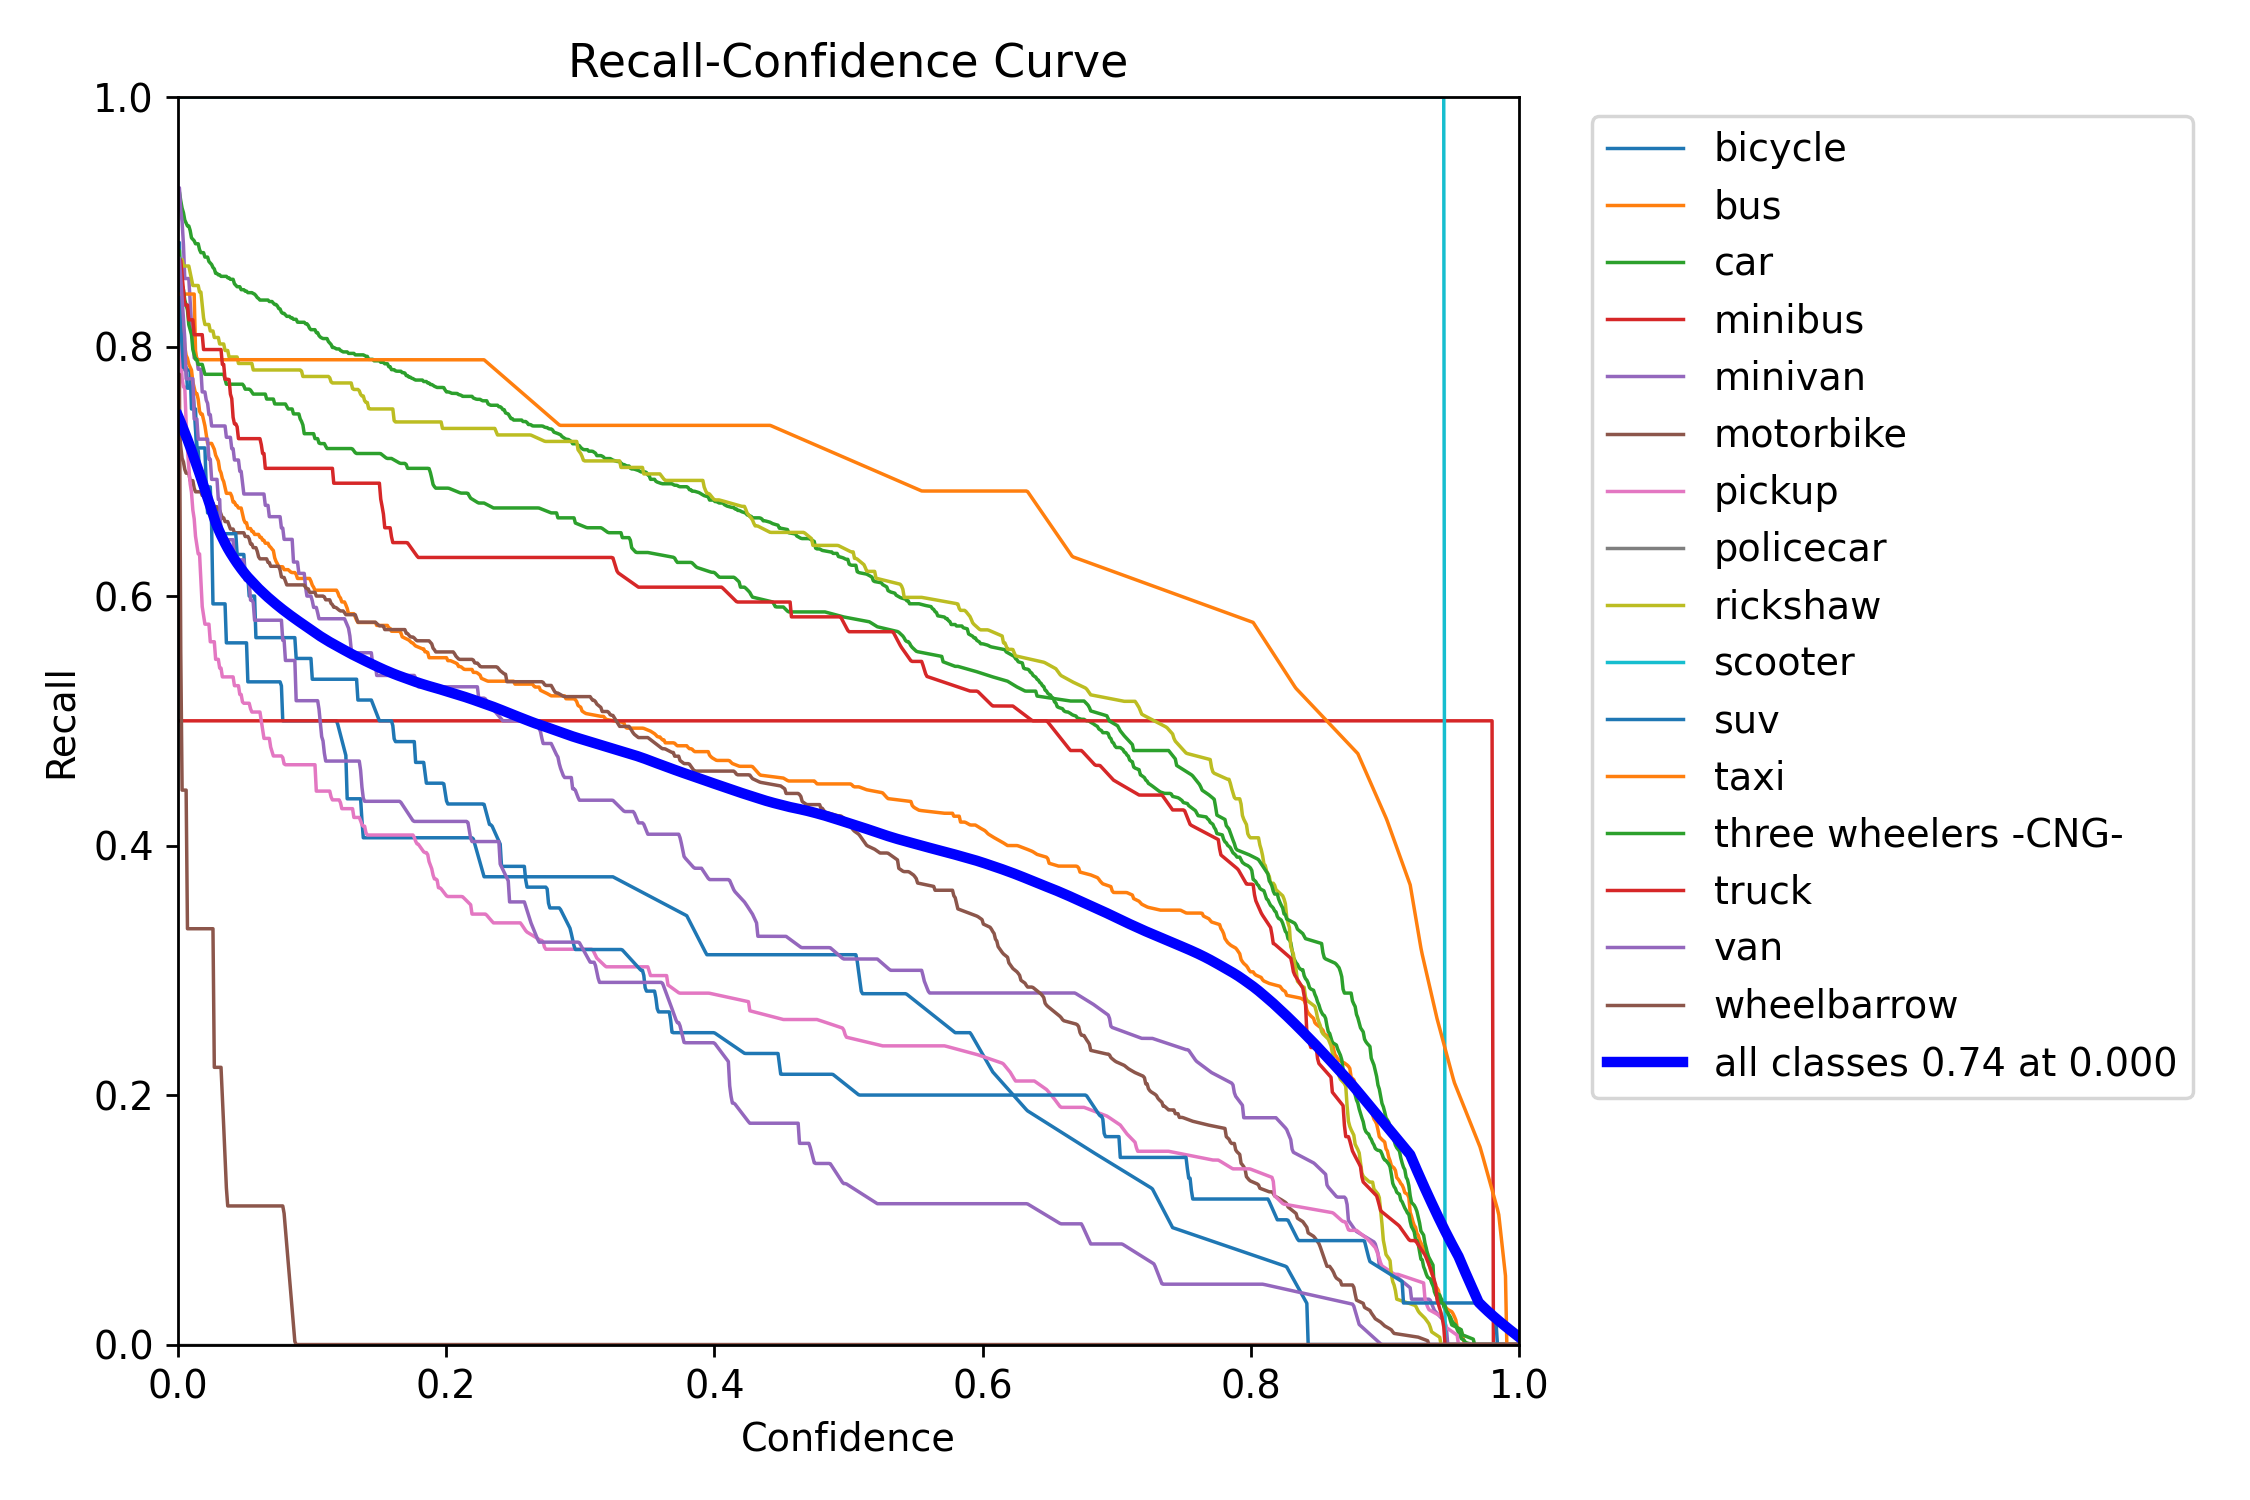 Recall-Confidence Curve
1.0
0.8
0.6
0.4
0.2
0.0
Recall
0.0 0.2 0.4 0.6 0.8 1.0
Confidence
bicycle
bus
car
minibus
minivan
motorbike
pickup
policecar
rickshaw
scooter
suv
taxi
three wheelers -CNG-
truck
van
wheelbarrow
all classes 0.74 at 0.000